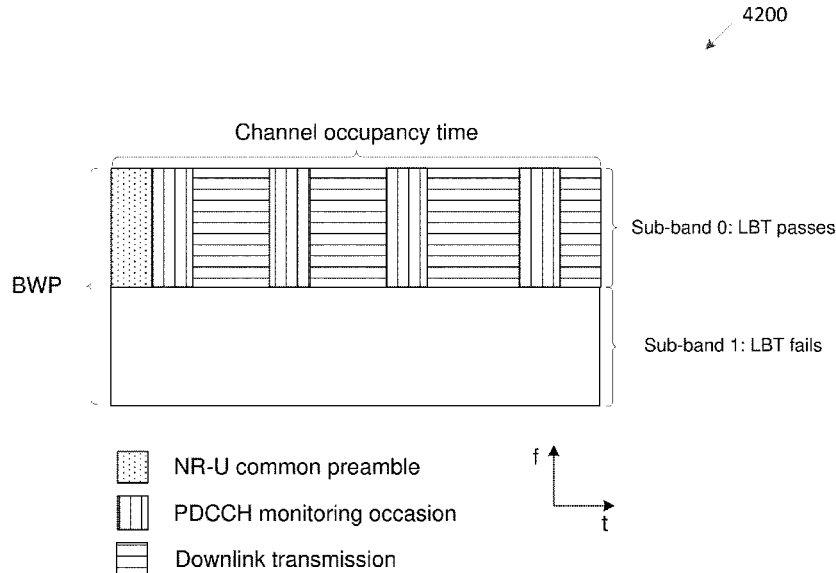 4200
Channel occupancy time
Sub-band 0: LBT passes
BWP
Sub-band 1: LBT fails
NR-U common preamble
f
PDCCH monitoring occasion
t
Downlink transmission